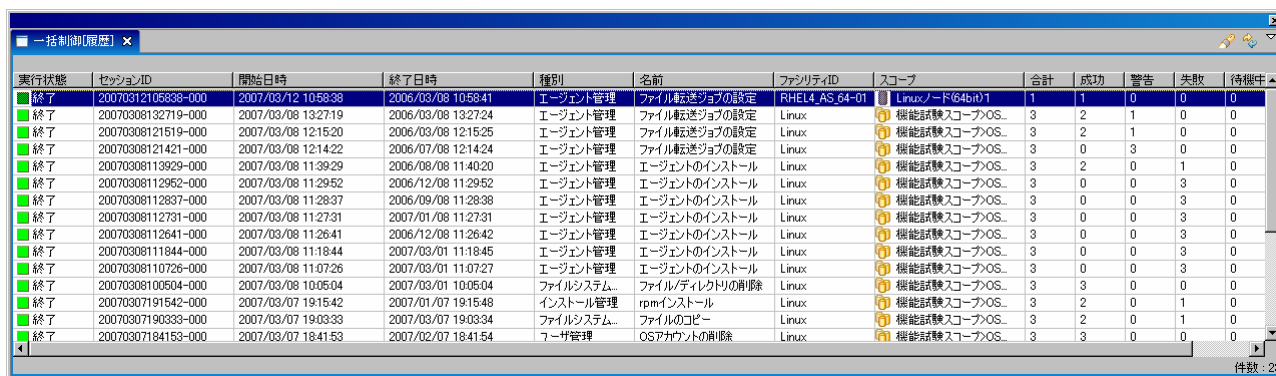 一括制御[履歴]
実行状態 セッションID 開始日時 終了日時 種別 名前 ファシリティID スコープ 合計 成功 警告 失敗 待機中
終了 20070312105838-000 2007/03/12 10:58:38 2006/03/08 10:58:41 エージェント管理 ファイル転送ジョブの設定 RHEL4_AS_64-01 Linuxノード(64bit)1 1 1 0 0 0
終了 20070308132719-000 2007/03/08 13:27:19 2006/03/08 13:27:24 エージェント管理 ファイル転送ジョブの設定 Linux 機能試験スコープ>OS... 3 2 1 0 0
終了 20070308121519-000 2007/03/08 12:15:20 2006/03/08 12:15:25 エージェント管理 ファイル転送ジョブの設定 Linux 機能試験スコープ>OS... 3 2 1 0 0
終了 20070308121421-000 2007/03/08 12:14:22 2006/07/08 12:14:24 エージェント管理 ファイル転送ジョブの設定 Linux 機能試験スコープ>OS... 3 0 3 0 0
終了 20070308113929-000 2007/03/08 11:39:29 2006/08/08 11:40:20 エージェント管理 エージェントのインストール Linux 機能試験スコープ>OS... 3 2 0 1 0
終了 20070308112952-000 2007/03/08 11:29:52 2006/12/08 11:29:52 エージェント管理 エージェントのインストール Linux 機能試験スコープ>OS... 3 0 0 3 0
終了 20070308112837-000 2007/03/08 11:28:37 2006/09/08 11:28:38 エージェント管理 エージェントのインストール Linux 機能試験スコープ>OS... 3 0 0 3 0
終了 20070308112731-000 2007/03/08 11:27:31 2007/01/08 11:27:31 エージェント管理 エージェントのインストール Linux 機能試験スコープ>OS... 3 0 0 3 0
終了 20070308112641-000 2007/03/08 11:26:41 2006/12/08 11:26:42 エージェント管理 エージェントのインストール Linux 機能試験スコープ>OS... 3 0 0 3 0
終了 20070308111844-000 2007/03/08 11:18:44 2007/03/01 11:18:45 エージェント管理 エージェントのインストール Linux 機能試験スコープ>OS... 3 0 0 3 0
終了 20070308110726-000 2007/03/08 11:07:26 2007/03/01 11:07:27 エージェント管理 エージェントのインストール Linux 機能試験スコープ>OS... 3 0 0 3 0
終了 20070308100504-000 2007/03/08 10:05:04 2007/03/01 10:05:04 ファイルシステム... ファイル/ディレクトリの削除 Linux 機能試験スコープ>OS... 3 3 0 0 0
終了 20070307191542-000 2007/03/07 19:15:42 2007/01/07 19:15:48 インストール管理 rpmインストール Linux 機能試験スコープ>OS... 3 2 0 1 0
終了 20070307190333-000 2007/03/07 19:03:33 2007/03/07 19:03:34 ファイルシステム... ファイルのコピー Linux 機能試験スコープ>OS... 3 2 0 1 0
終了 20070307184153-000 2007/03/07 18:41:53 2007/02/07 18:41:54 ユーザ管理 OSアカウントの削除 Linux 機能試験スコープ>OS... 3 3 0 0 0
件数 :